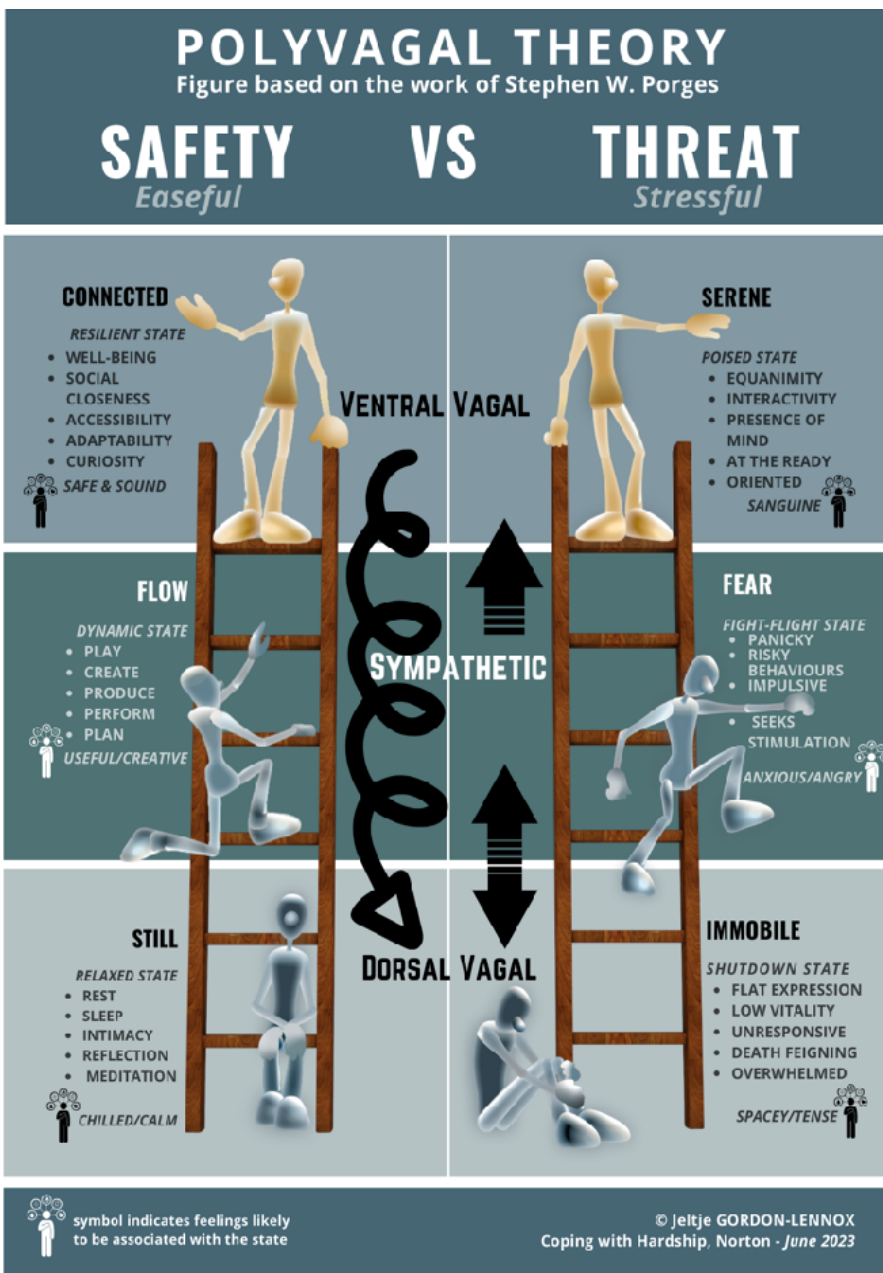 POLYVAGAL THEORY
Figure based on the work of Stephen W. Porges
SAFETY VS THREAT
Easeful
Stressful
CONNECTED
RESILIENT STATE
• WELL-BEING
• SOCIAL
CLOSENESS
• ACCESSIBILITY
• ADAPTABILITY
• CURIOSITY
SAFE & SOUND
VENTRAL VAGAL
SERENE
POISED STATE
• EQUANIMITY
• INTERACTIVITY
• PRESENCE OF
MIND
• AT THE READY
• ORIENTED
SANGUINE
FLOW
DYNAMIC STATE
• PLAY
• CREATE
• PRODUCE
• PERFORM
• PLAN
USEFUL/CREATIVE
SYMPATHETIC
FEAR
FIGHT-FLIGHT STATE
• PANICKY
• RISKY
BEHAVIOURS
• IMPULSIVE
• SEEKS
STIMULATION
ANXIOUS/ANGRY
STILL
RELAXED STATE
• REST
• SLEEP
• INTIMACY
• REFLECTION
• MEDITATION
CHILLED/CALM
DORSAL VAGAL
IMMOBILE
SHUTDOWN STATE
• FLAT EXPRESSION
• LOW VITALITY
• UNRESPONSIVE
• DEATH FEIGNING
• OVERWHELMED
SPACEY/TENSE
symbol indicates feelings likely
to be associated with the state
© Jeltje GORDON-LENNOX
Coping with Hardship, Norton - June 2023